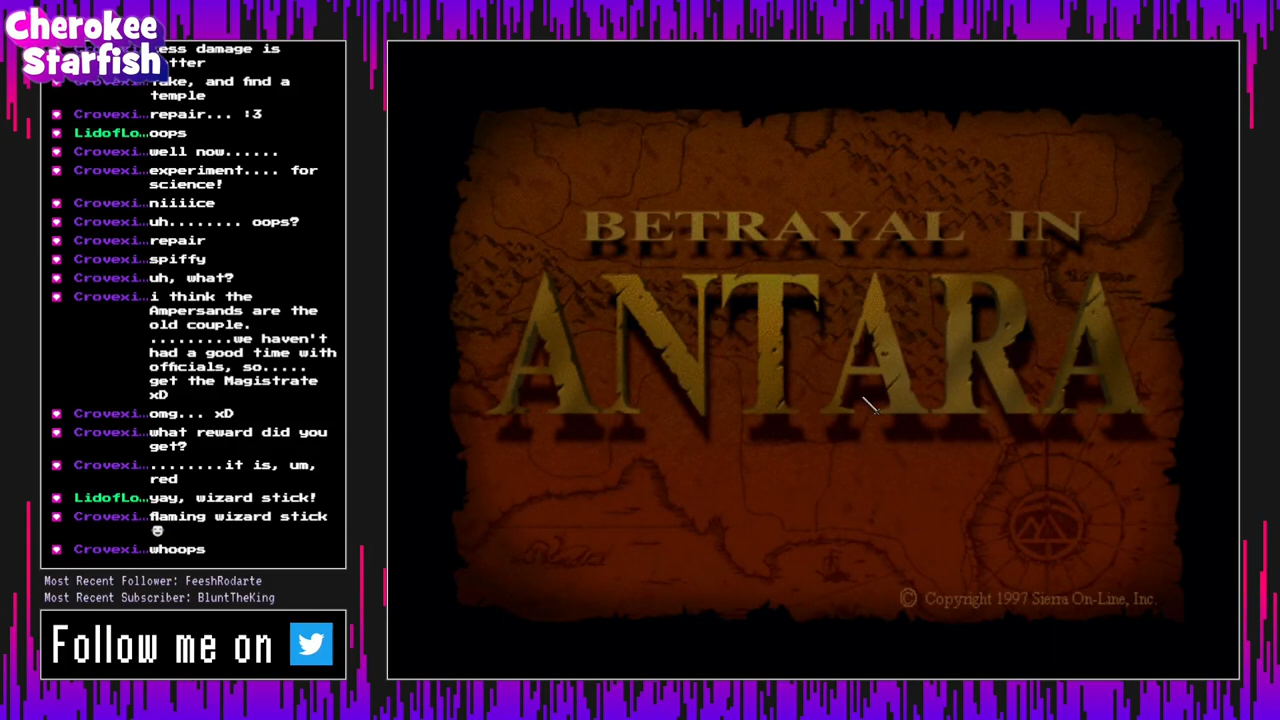 Cherokee
Starfish
less damage is
take, and find a
temple
Crovexi...repair... :3
LidofLo...oops
Crovexi...well now......
Crovexi...experiment.... for
science!
Crovexi...niiiice
Crovexi...uh........ oops?
Crovexi...repair
Crovexi...spiffy
Crovexi...uh, what?
Crovexi...i think the
Ampersands are the
old couple.
.........we haven't
had a good time with
officials, so.....
get the Magistrate
xD
Crovexi...omg... xD
Crovexi...what reward did you
get?
Crovexi...........it is, um,
red
LidofLo...yay, wizard stick!
Crovexi...flaming wizard stick
Crovexi...whoops
Most Recent Follower: FeeshRodarte
Most Recent Subscriber: BluntTheKing
Follow me on
BETRAYAL IN
ANTARA
© Copyright 1997 Sierra On-Line, Inc.